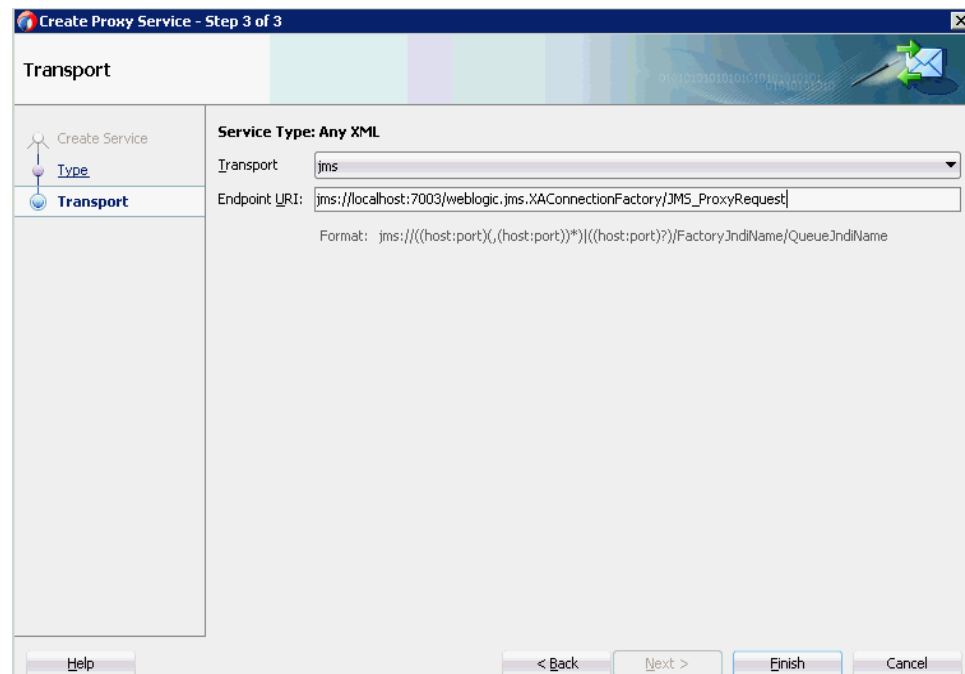 Create Proxy Service - Step 3 of 3
Transport
Create Service
Type
Transport
Service Type: Any XML
Transport
jms
Endpoint URI:
jms://localhost:7003/weblogic.jms.XAConnectionFactory/JMS_ProxyRequest
Format: jms://((host:port)(,(host:port))*)|((host:port)?)/FactoryJndiName/QueueJndiName
Help
< Back
Next >
Finish
Cancel